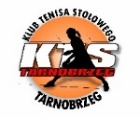 KLUB TENISA STOŁOWEGO
KTS
TARNOBRZEG
TARNOBRZEG